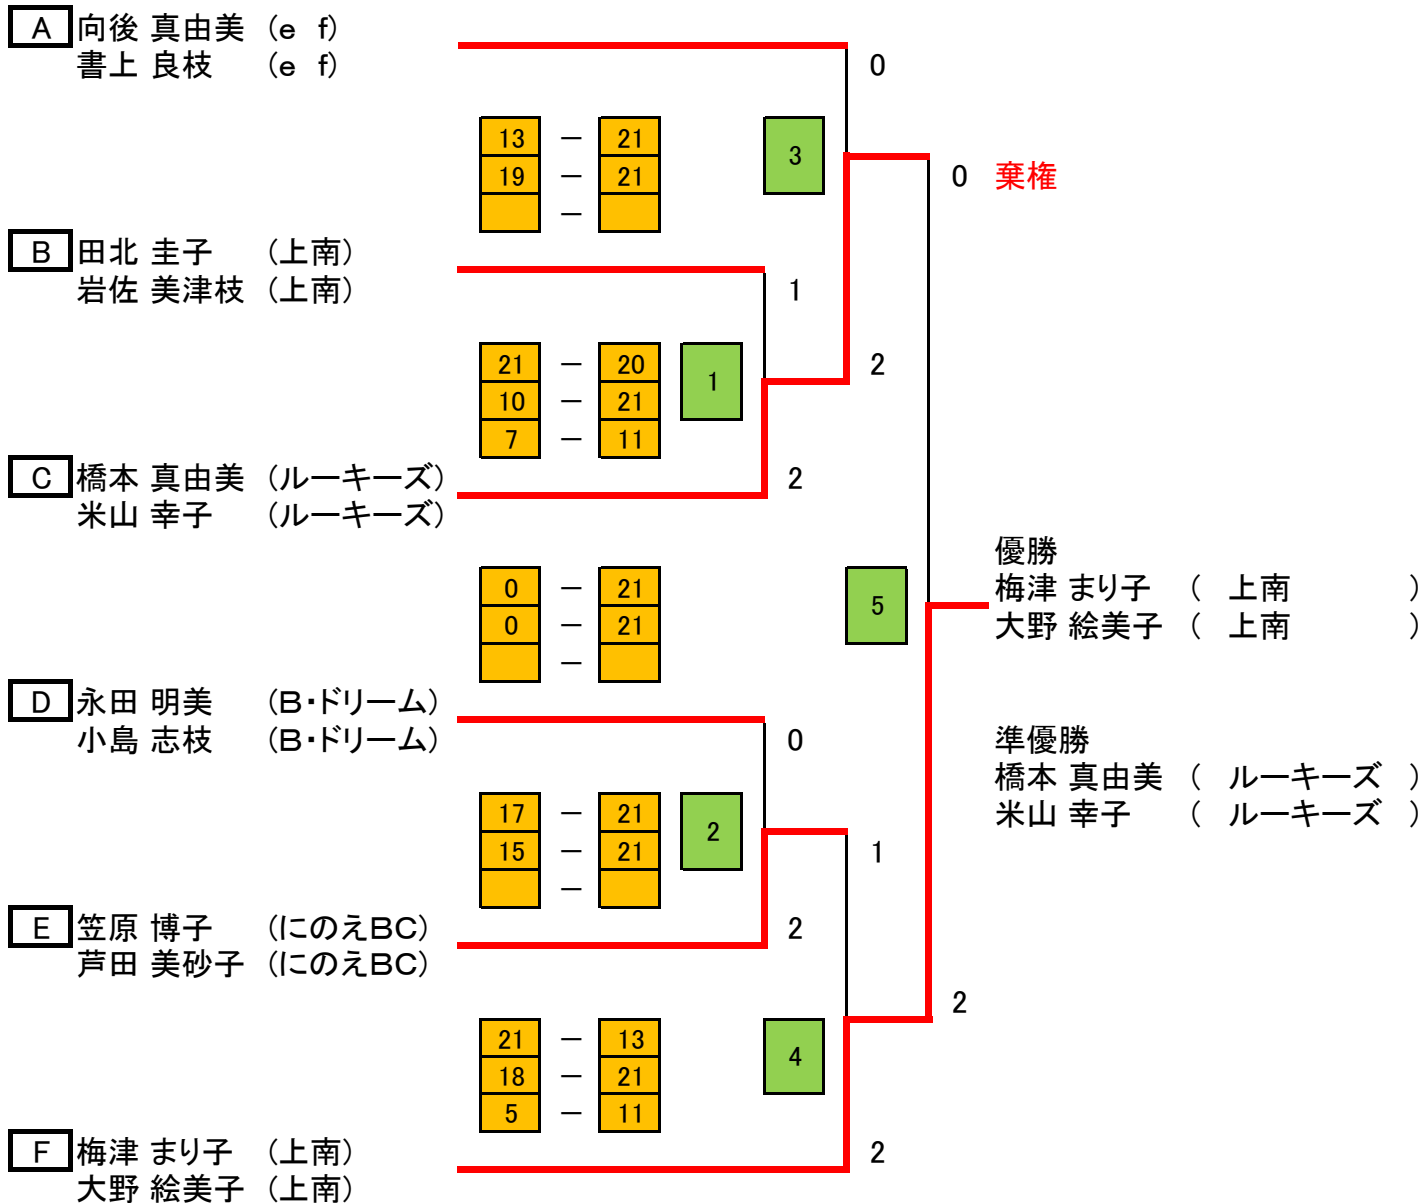 A 向後 真由美 (e f)
書上 良枝 (e f)
0
13 － 21
19 － 21
－
3
0 棄権
B 田北 圭子 (上南)
岩佐 美津枝 (上南)
1
21 － 20
10 － 21
7 － 11
1
2
C 橋本 真由美 (ルーキーズ)
米山 幸子 (ルーキーズ)
2
0 － 21
0 － 21
－
5
優勝
梅津 まり子 ( 上南 )
大野 絵美子 ( 上南 )
D 永田 明美 (B・ドリーム)
小島 志枝 (B・ドリーム)
0
準優勝
橋本 真由美 ( ルーキーズ )
米山 幸子 ( ルーキーズ )
17 － 21
15 － 21
－
2
1
E 笠原 博子 (にのえBC)
芦田 美砂子 (にのえBC)
2
2
21 － 13
18 － 21
5 － 11
4
F 梅津 まり子 (上南)
大野 絵美子 (上南)
2